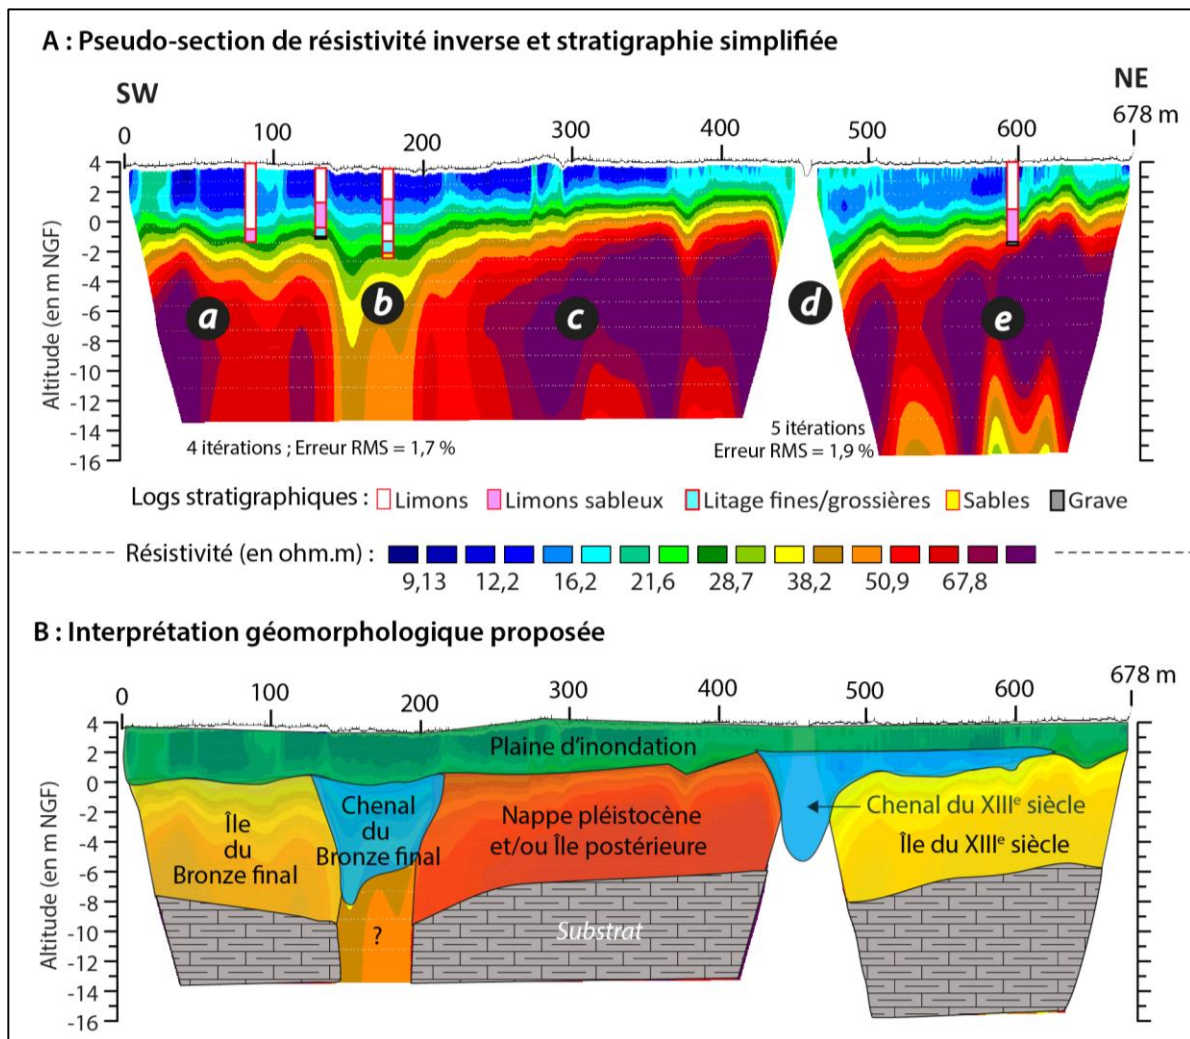 A : Pseudo-section de résistivité inverse et stratigraphie simplifiée
SW
NE
0 100 200 300 400 500 600 678 m
4
2
0
-2
-4
-6
-8
-10
-12
-14
-16
Altitude (en m NGF)
a b c d e
4 itérations ; Erreur RMS = 1,7 %
5 itérations
Erreur RMS = 1,9 %
Logs stratigraphiques : Limons Limons sableux Litage fines/grossières Sables Grave
Résistivité (en ohm.m) :
9,13 12,2 16,2 21,6 28,7 38,2 50,9 67,8
B : Interprétation géomorphologique proposée
0 100 200 300 400 500 600 678 m
4
2
0
-2
-4
-6
-8
-10
-12
-14
-16
Altitude (en m NGF)
Plaine d'inondation
Île
du
Bronze final
Chenal
du
Bronze final
?
Nappe pléistocène
et/ou Île postérieure
Substrat
Chenal du XIIIe siècle
Île du XIIIe siècle